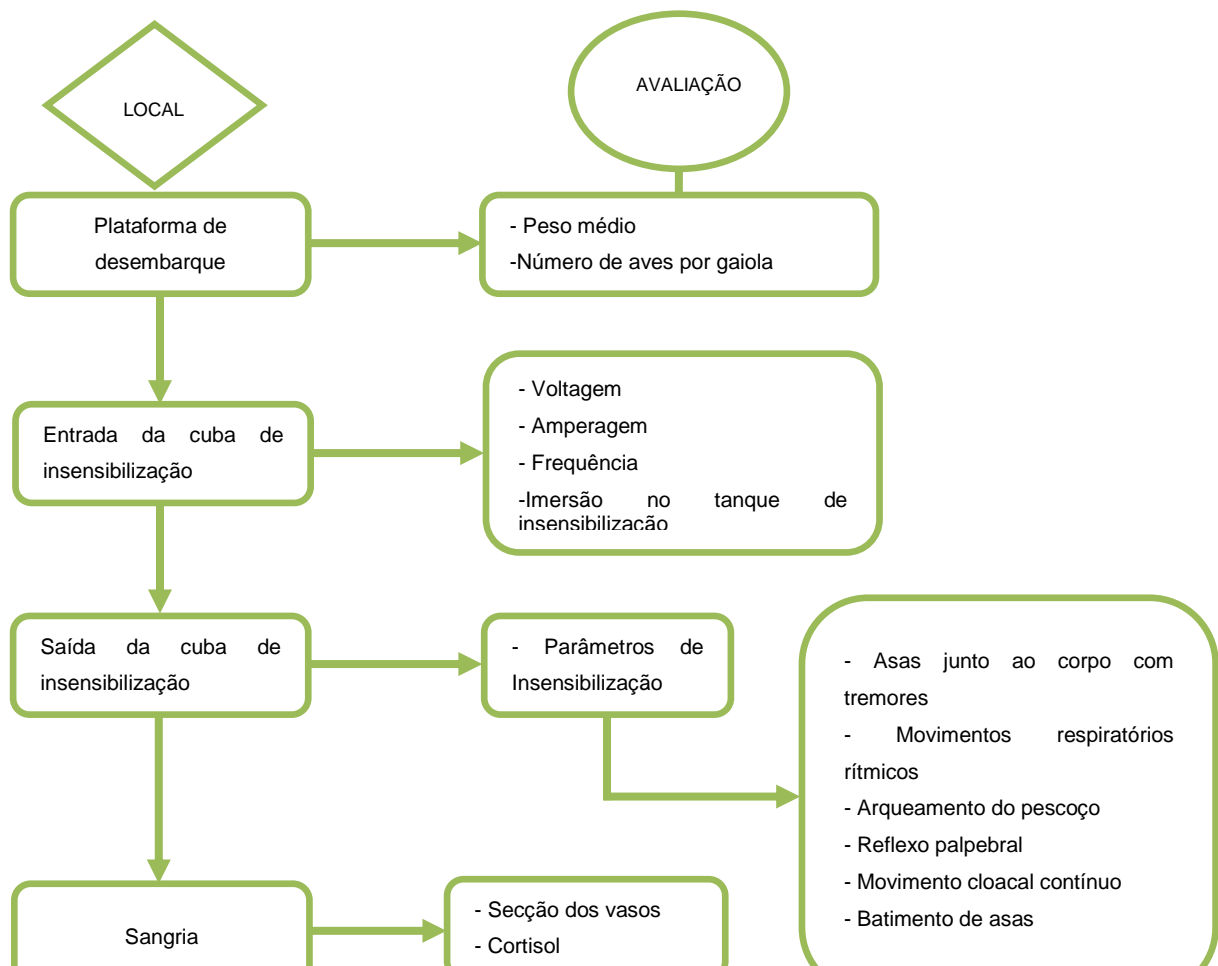 LOCAL
AVALIAÇÃO
Plataforma de
desembarque
- Peso médio
-Número de aves por gaiola
Entrada da cuba de
insensibilização
- Voltagem
- Amperagem
- Frequência
-Imersão no tanque de
insensibilização
Saída da cuba de
insensibilização
- Parâmetros de
Insensibilização
- Asas junto ao corpo com
tremores
- Movimentos respiratórios
rítmicos
- Arqueamento do pescoço
- Reflexo palpebral
- Movimento cloacal contínuo
- Batimento de asas
Sangria
- Secção dos vasos
- Cortisol